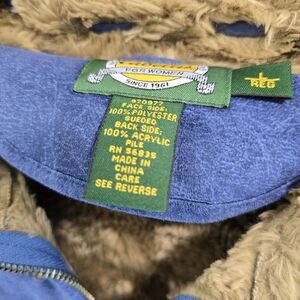 FOR WOMEN
SINCE 1961
L
REG
970977
FACE SIDE:
100% POLYESTER
SUEDED
BACK SIDE:
100% ACRYLIC
PILE
RN 56835
MADE IN
CHINA
CARE
SEE REVERSE